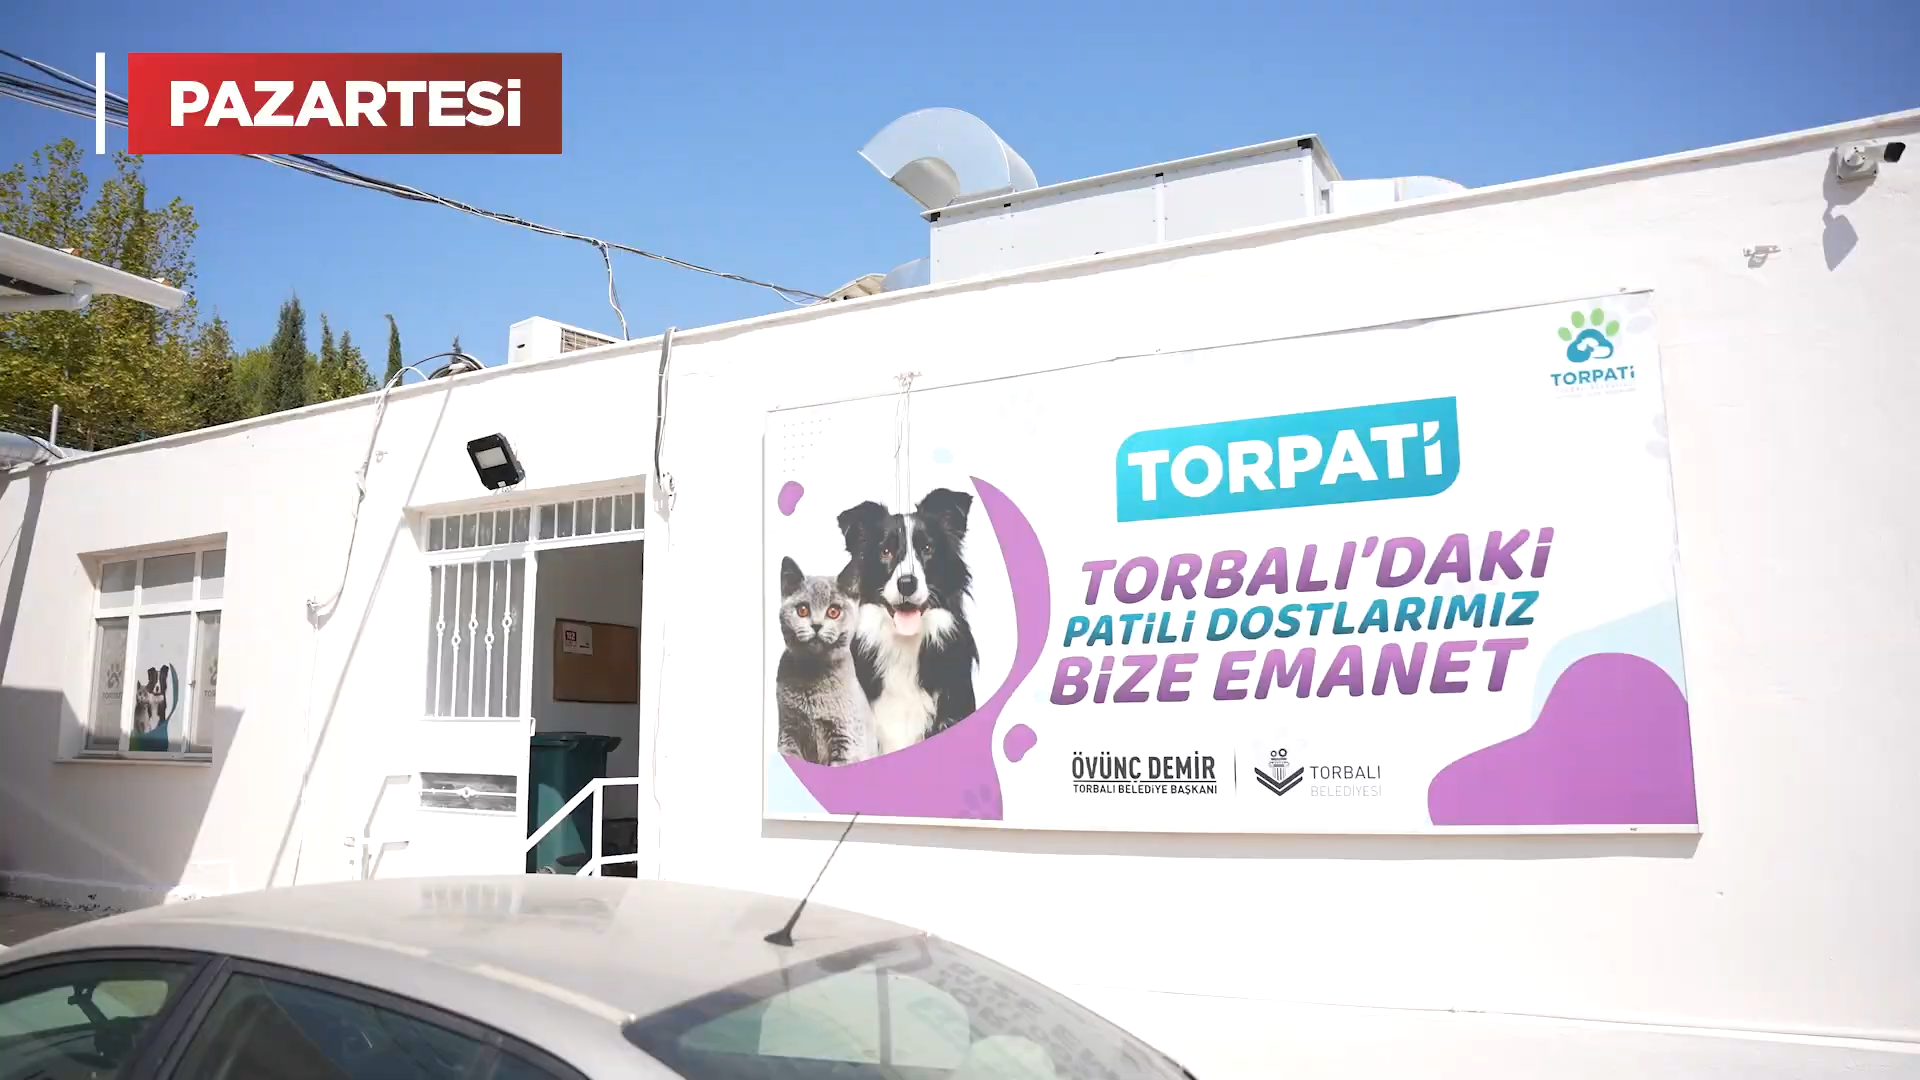 PAZARTESİ
TORPATİ
TORPATİ
TORBALI'DAKİ
PATİLİ DOSTLARIMIZ
BİZE EMANET
ÖVÜNÇ DEMİR
TORBALI BELEDİYE BAŞKANI
TORBALI
BELEDİYESİ